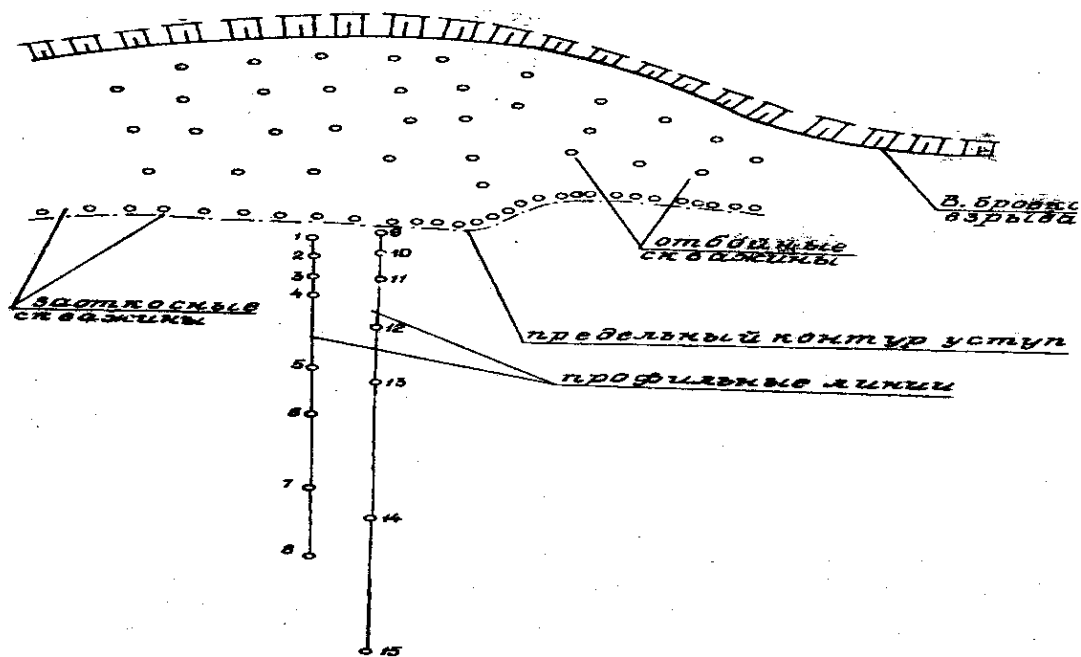 В. бровка
взрыва
отбойные
скважины
1
2
3
4
5
6
7
8
9
10
11
12
13
14
15
заоткосные
скважины
предельный контур уступ
профильные линии